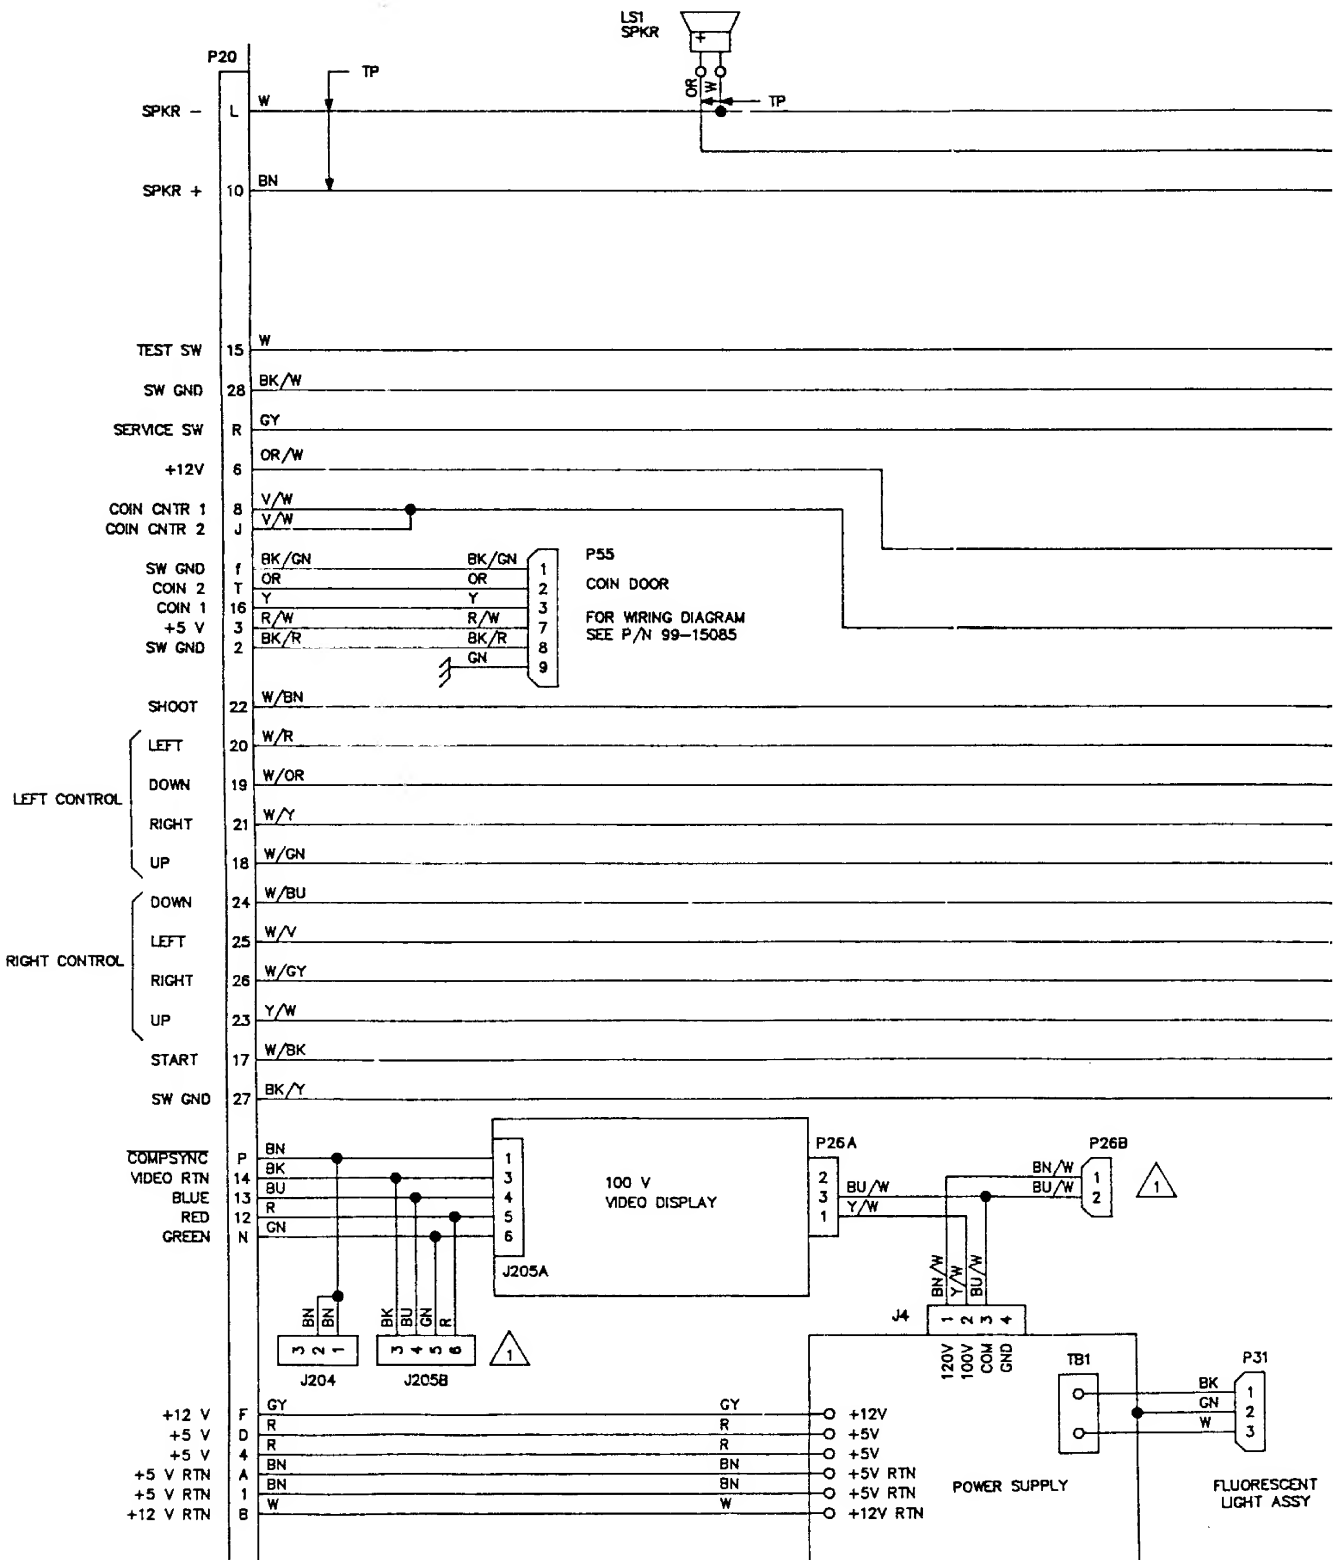 LS1
SPKR
+
P20
TP
OR
W
TP
SPKR - L W
SPKR + 10 BN
TEST SW 15 W
SW GND 28 BK/W
SERVICE SW R GY
+12V 6 OR/W
COIN CNTR 1 8 V/W
COIN CNTR 2 J V/W
SW GND f BK/GN BK/GN 1
COIN 2 T OR OR 2
COIN 1 16 Y Y 3
+5 V 3 R/W R/W 7
SW GND 2 BK/R BK/R 8
GN 9
P55
COIN DOOR
FOR WIRING DIAGRAM
SEE P/N 99-15085
SHOOT 22 W/BN
LEFT CONTROL
LEFT 20 W/R
DOWN 19 W/OR
RIGHT 21 W/Y
UP 18 W/GN
RIGHT CONTROL
DOWN 24 W/BU
LEFT 25 W/V
RIGHT 26 W/GY
UP 23 Y/W
START 17 W/BK
SW GND 27 BK/Y
COMPSYNC P BN 1
VIDEO RTN 14 BK 3
BLUE 13 BU 4
RED 12 R 5
GREEN N GN 6
J205A
100 V
VIDEO DISPLAY
P26A
2
3 BU/W
1 Y/W
P26B
BN/W 1
BU/W 2
1
BN/W
Y/W
BU/W
J4
1 2 3 4
120V
100V
COM
GND
BN
BN
3 2 1
J204
BK
BU
GN
R
3 4 5 6
J205B
1
TB1
P31
BK 1
GN 2
W 3
FLUORESCENT
LIGHT ASSY
+12 V F GY GY +12V
+5 V D R R +5V
+5 V 4 R R +5V
+5 V RTN A BN BN +5V RTN
+5 V RTN 1 BN BN +5V RTN
+12 V RTN B W W +12V RTN
POWER SUPPLY